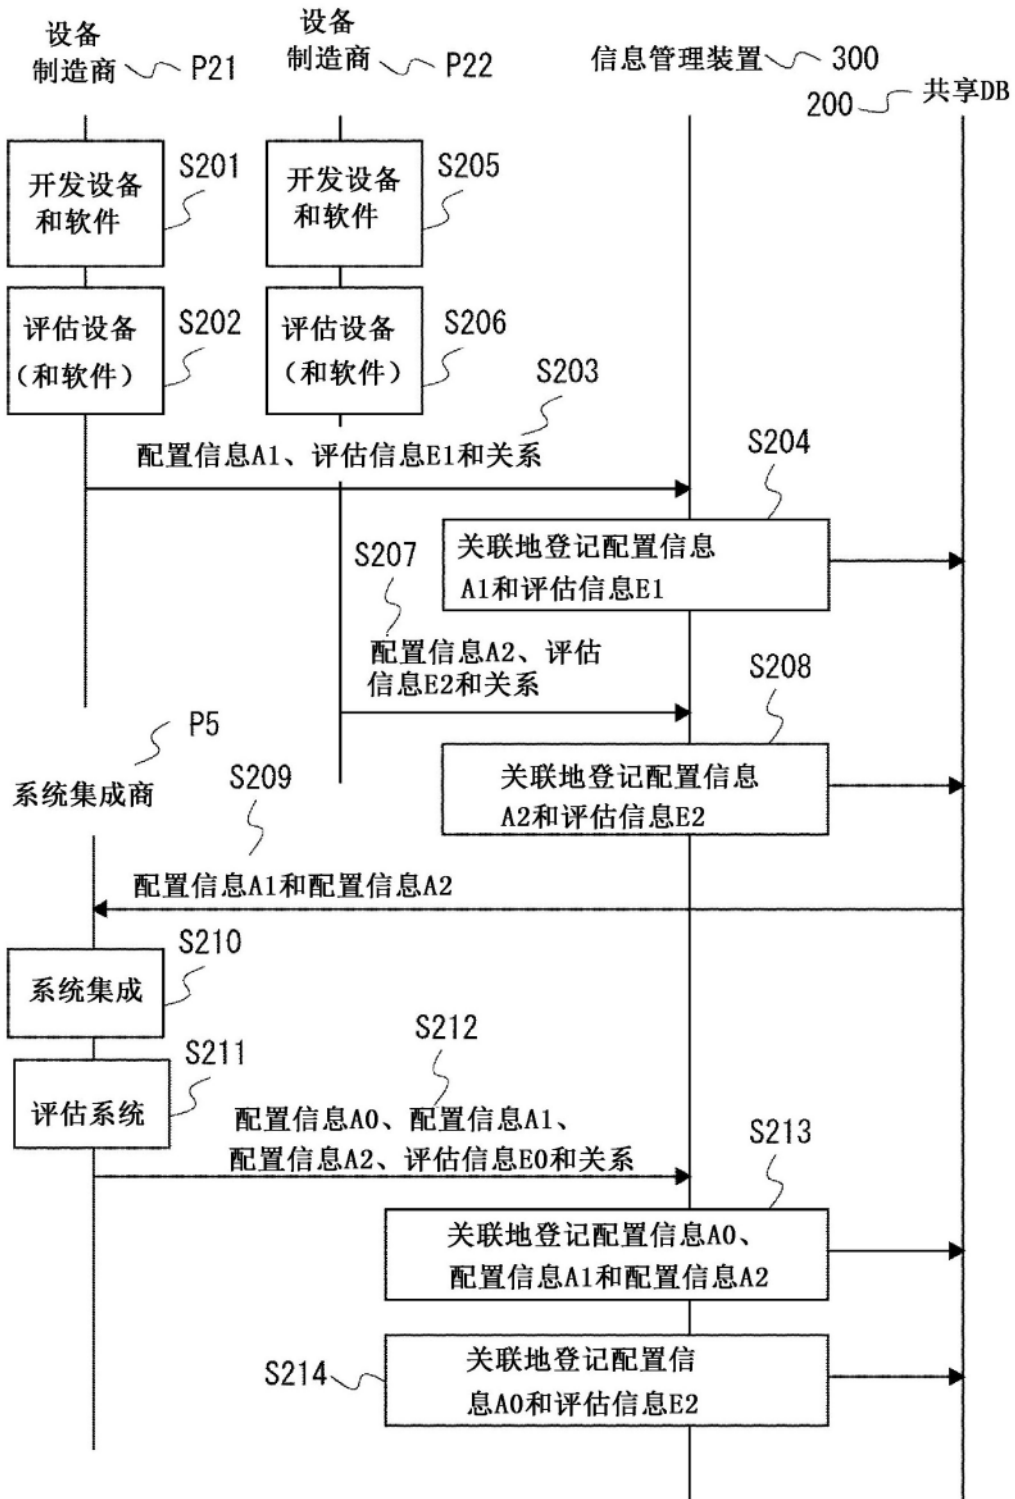 设备
制造商
P21
设备
制造商
P22
信息管理装置
300
200
共享DB
开发设备
和软件
S201
开发设备
和软件
S205
评估设备
(和软件)
S202
评估设备
(和软件)
S206
S203
配置信息A1、评估信息E1和关系
S204
关联地登记配置信息
A1和评估信息E1
S207
配置信息A2、评估
信息E2和关系
S208
关联地登记配置信息
A2和评估信息E2
P5
系统集成商
S209
配置信息A1和配置信息A2
S210
系统集成
S211
评估系统
S212
配置信息A0、配置信息A1、
配置信息A2、评估信息E0和关系
S213
关联地登记配置信息A0、
配置信息A1和配置信息A2
S214
关联地登记配置信
息A0和评估信息E2